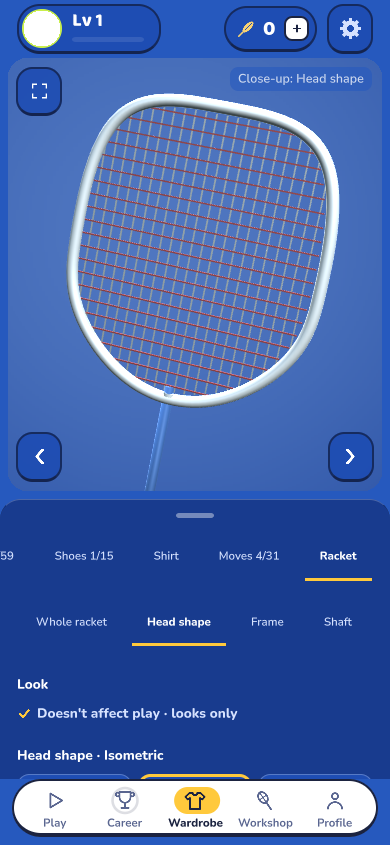 Lv 1
0
+
Close-up: Head shape
/59 Shoes 1/15 Shirt Moves 4/31 Racket
Whole racket Head shape Frame Shaft
Look
Doesn't affect play · looks only
Head shape · Isometric
Play Career Wardrobe Workshop Profile